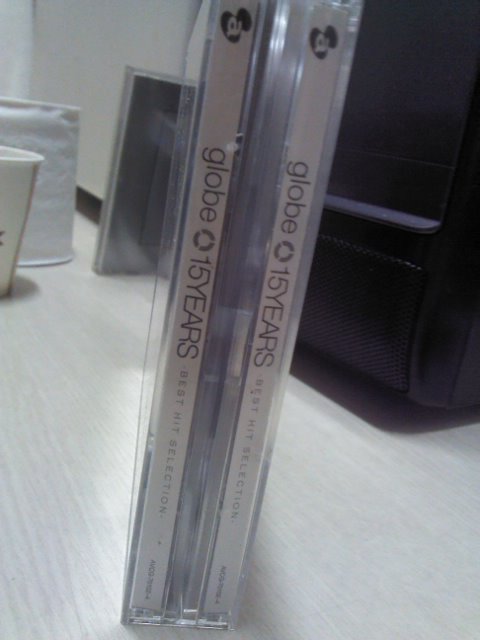 a
globe 15YEARS -BEST HIT SELECTION-
a
globe 15YEARS -BEST HIT SELECTION-